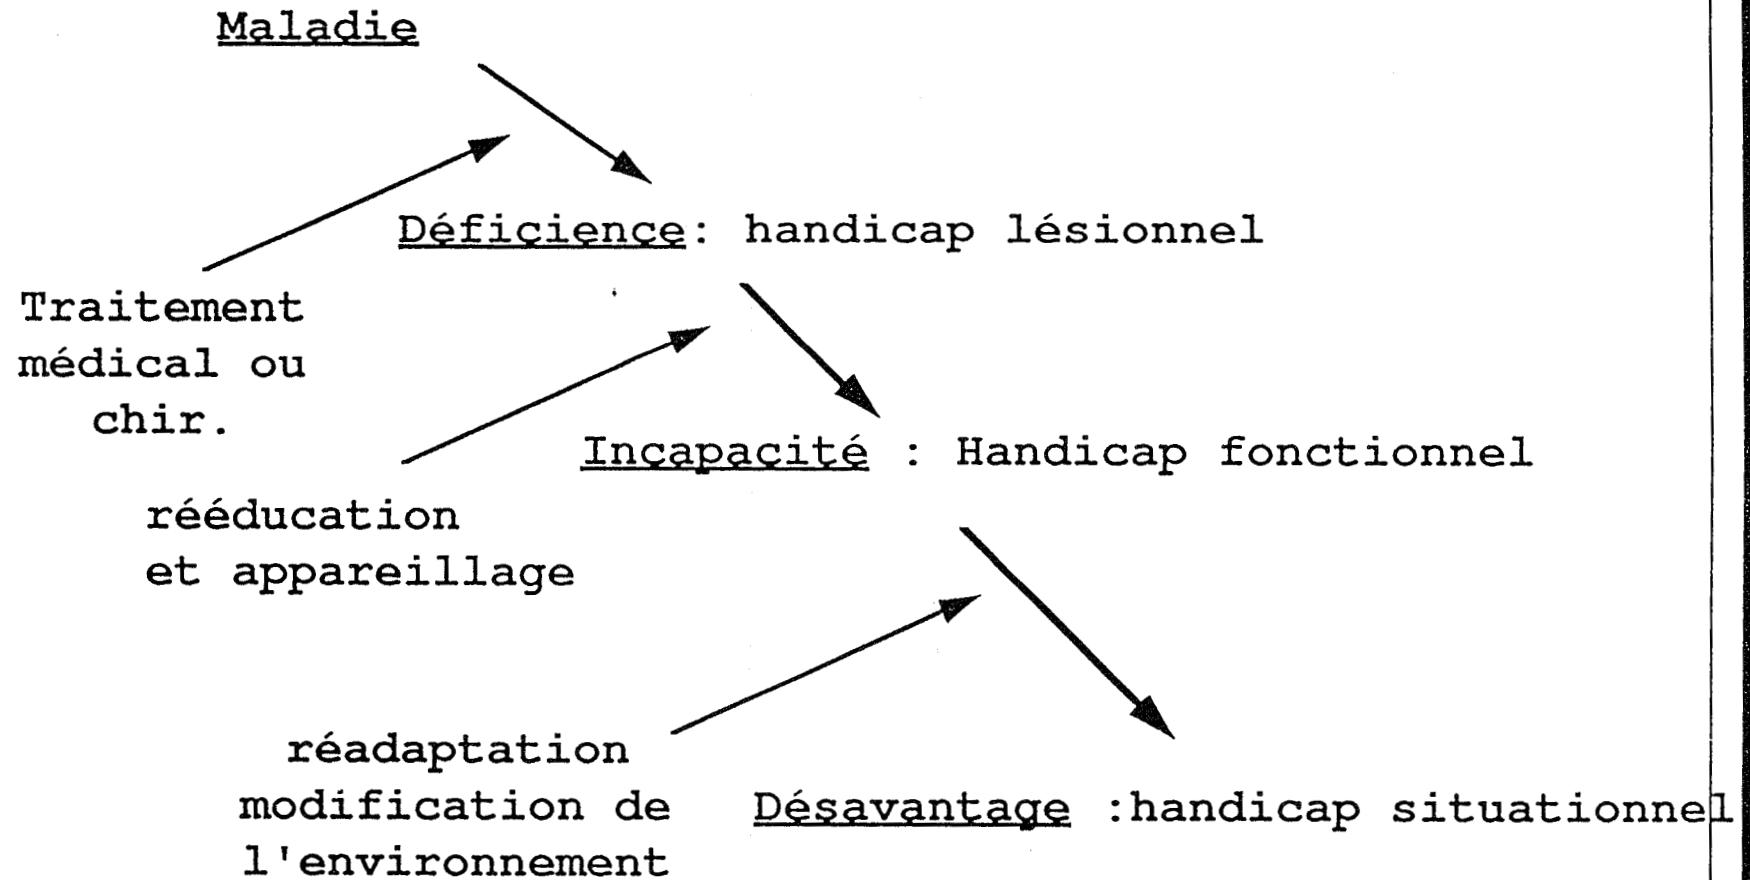 Maladie
Déficience: handicap lésionnel
Traitement
médical ou
chir.
Incapacité : Handicap fonctionnel
rééducation
et appareillage
réadaptation
modification de
l'environnement
Désavantage :handicap situationnel